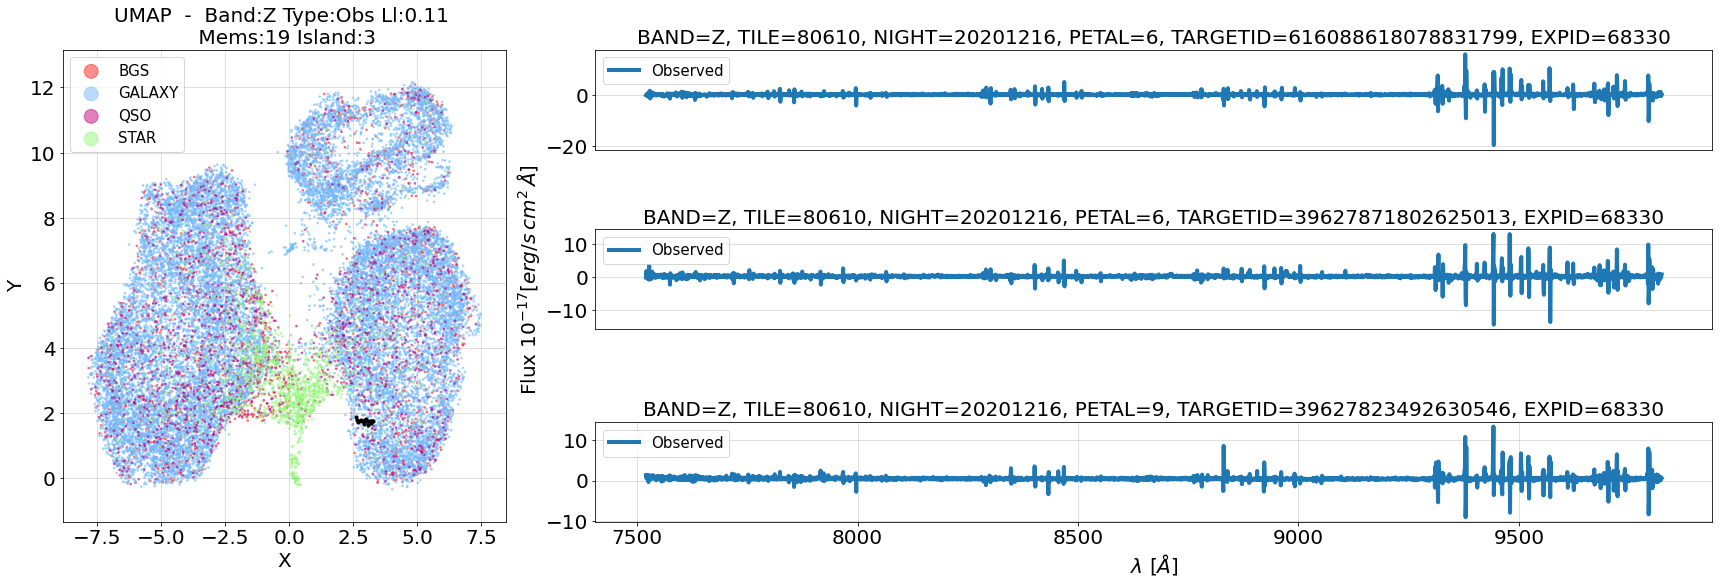 UMAP - Band:Z Type:Obs Ll:0.11
Mems:19 Island:3
BGS
GALAXY
QSO
STAR
12
10
8
6
4
2
0
Y
−7.5 −5.0 −2.5 0.0 2.5 5.0 7.5
X
Flux 10⁻¹⁷[erg/s cm² Å]
BAND=Z, TILE=80610, NIGHT=20201216, PETAL=6, TARGETID=616088618078831799, EXPID=68330
Observed
0
−20
BAND=Z, TILE=80610, NIGHT=20201216, PETAL=6, TARGETID=39627871802625013, EXPID=68330
Observed
10
0
−10
BAND=Z, TILE=80610, NIGHT=20201216, PETAL=9, TARGETID=39627823492630546, EXPID=68330
Observed
10
0
−10
7500 8000 8500 9000 9500
λ [Å]